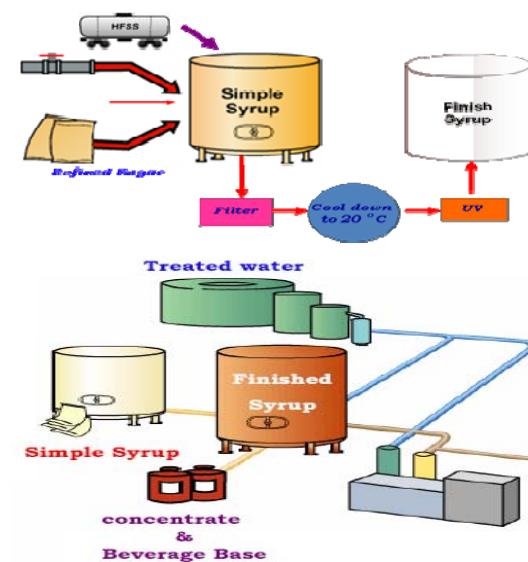 HFSS
Simple
Syrup
Finish
Syrup
Refined Sugar
Filter
Cool down
to 20 °C
UV
Treated water
Finished
Syrup
Simple Syrup
concentrate
&
Beverage Base